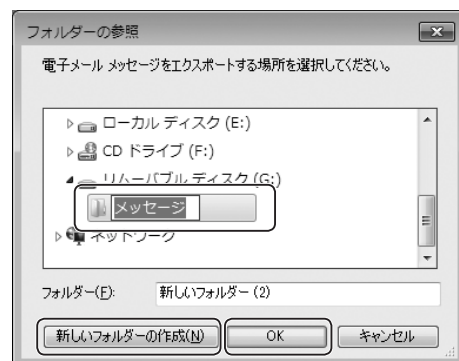 フォルダーの参照
電子メール メッセージをエクスポートする場所を選択してください。
ローカル ディスク (E:)
CD ドライブ (F:)
リムーバブル ディスク (G:)
メッセージ
ネットワーク
フォルダー(F): 新しいフォルダー (2)
新しいフォルダーの作成(N) OK キャンセル